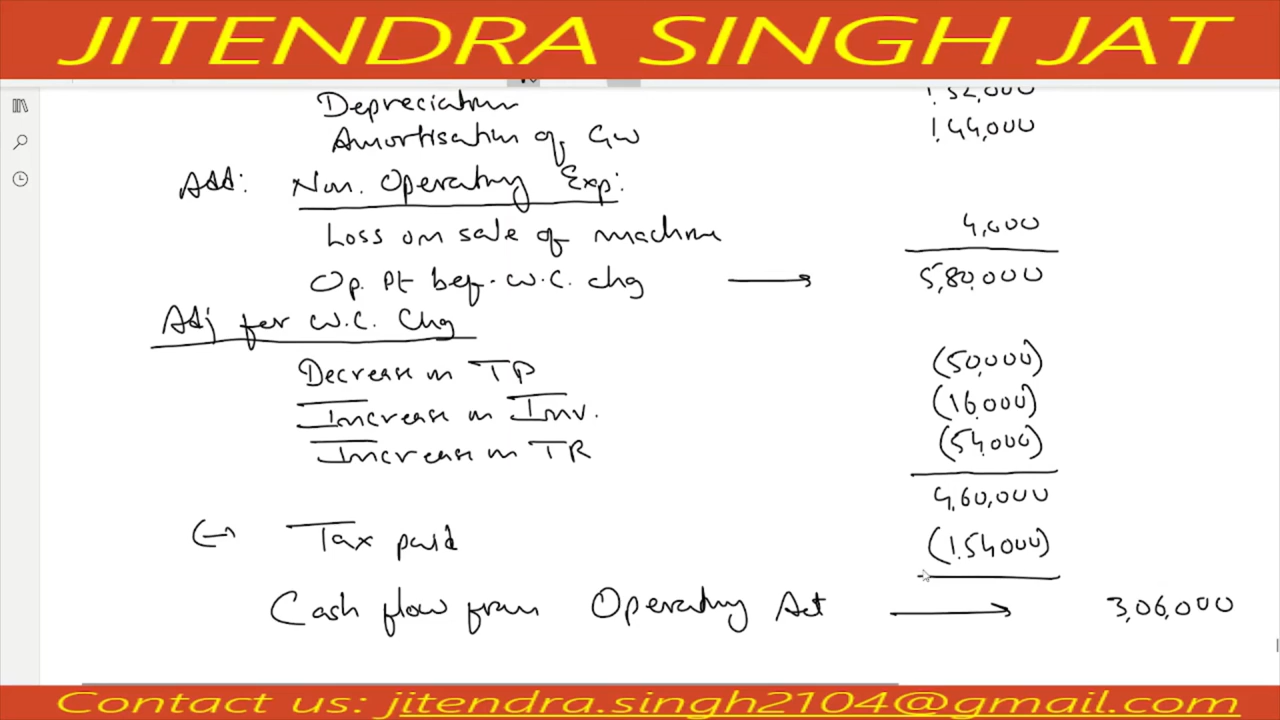 JITENDRA SINGH JAT
Depreciation 1,52,000
Amortisation of GW 1,44,000
Add: Non. Operating Exp:
Loss on sale of machine 4,000
Op. Pt bef. W.C. chg → 5,80,000
Adj for W.C. Chg
Decrease in TP (50,000)
Increase in Inv. (16,000)
Increase in TR (54,000)
4,60,000
(-) Tax paid (1,54,000)
Cash flow from Operating Act → 3,06,000
Contact us: jitendra.singh2104@gmail.com